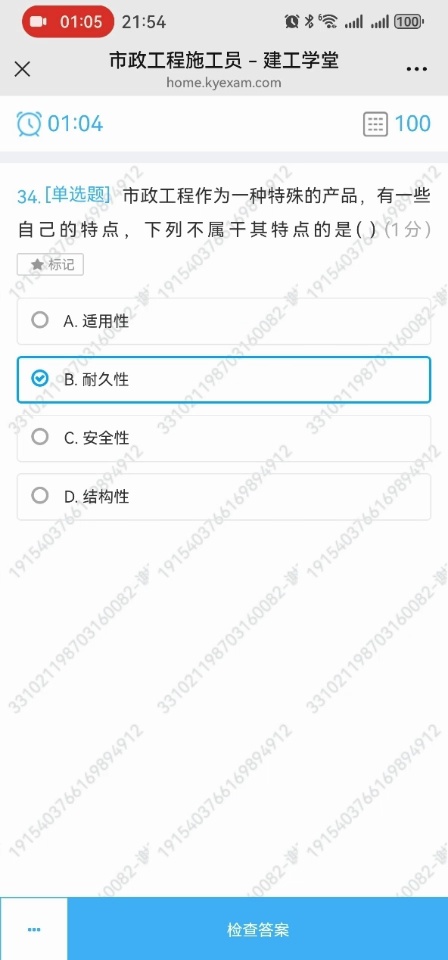 01:05 21:54 6 100
市政工程施工员 - 建工学堂
home.kyexam.com
01:04 100
34. [单选题] 市政工程作为一种特殊的产品，有一些
自己的特点，下列不属于其特点的是( ) (1分)
★ 标记
A. 适用性
B. 耐久性
C. 安全性
D. 结构性
1915403766169894912
331021198703160082-谢
检查答案